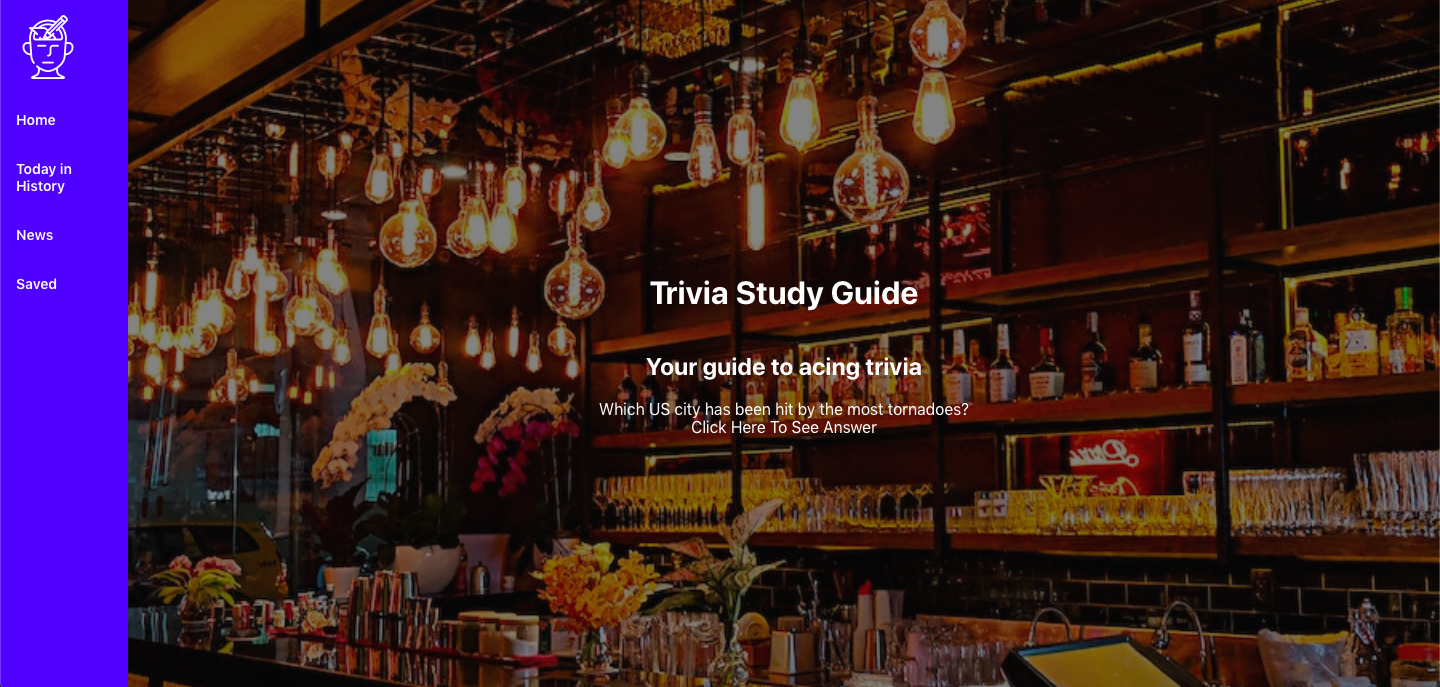 Home
Today in
History
News
Saved
Trivia Study Guide
Your guide to acing trivia
Which US city has been hit by the most tornadoes?
Click Here To See Answer